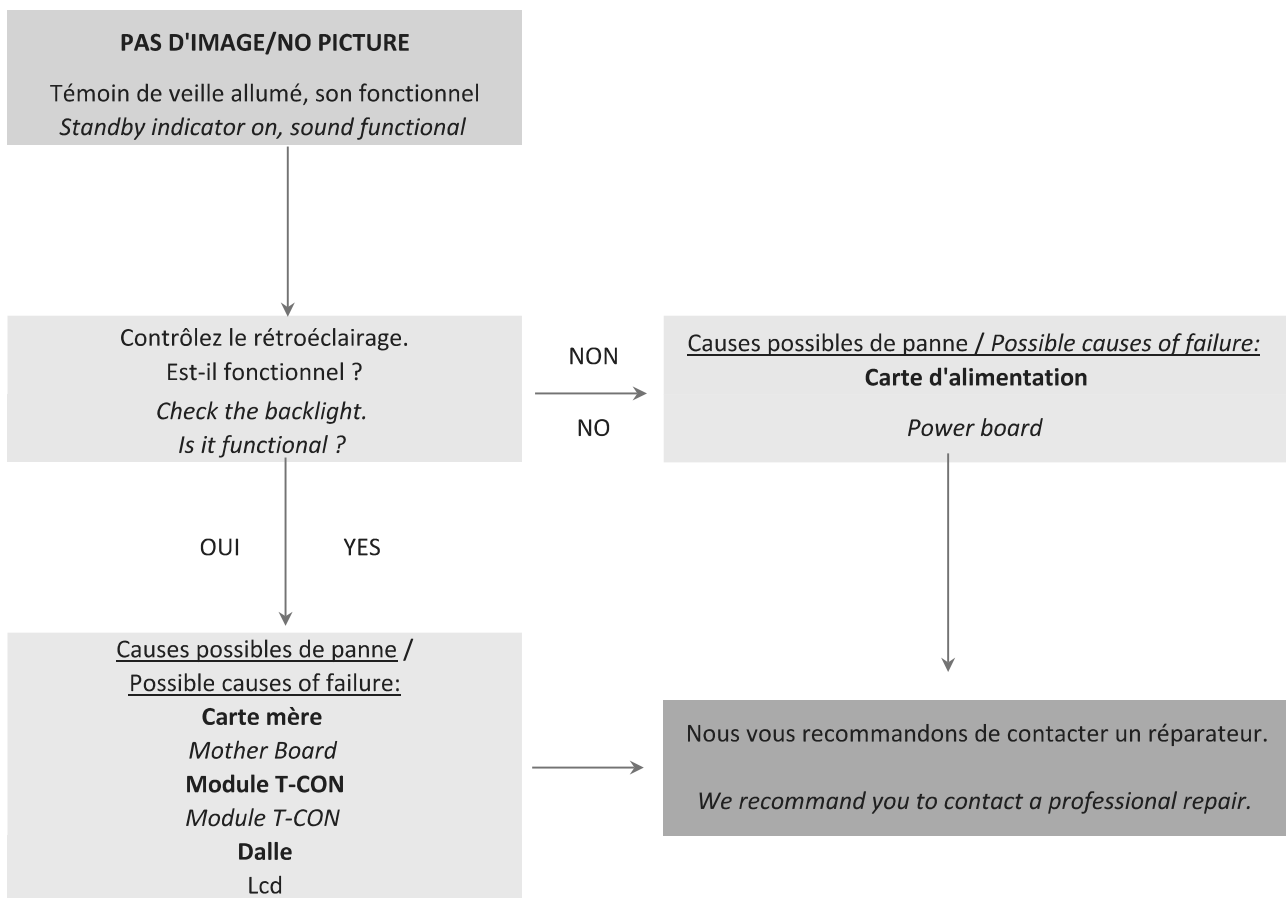 PAS D'IMAGE/NO PICTURE
Témoin de veille allumé, son fonctionnel
Standby indicator on, sound functional
Contrôlez le rétroéclairage.
Est-il fonctionnel ?
Check the backlight.
Is it functional ?
NON
NO
Causes possibles de panne / Possible causes of failure:
Carte d'alimentation
Power board
OUI
YES
Causes possibles de panne /
Possible causes of failure:
Carte mère
Mother Board
Module T-CON
Module T-CON
Dalle
Lcd
Nous vous recommandons de contacter un réparateur.
We recommand you to contact a professional repair.